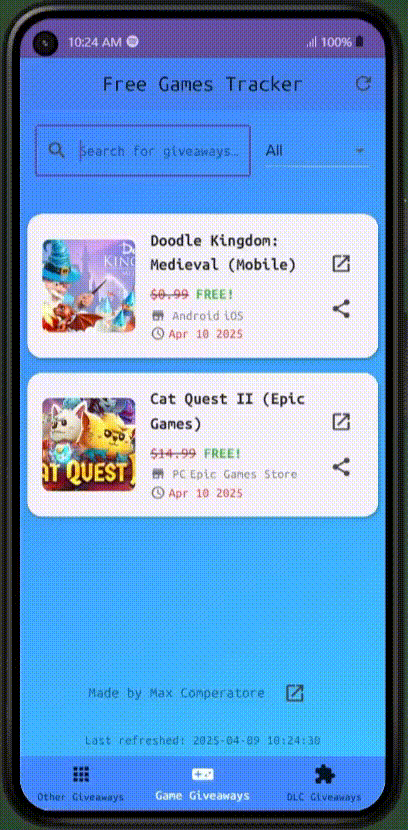 10:24 AM
100%
Free Games Tracker
Search for giveaways…
All
Doodle Kingdom:
Medieval (Mobile)
$0.99 FREE!
Android iOS
Apr 10 2025
Cat Quest II (Epic
Games)
$14.99 FREE!
PC Epic Games Store
Apr 10 2025
CAT QUEST
Made by Max Comperatore
Last refreshed: 2025-04-09 10:24:30
Other Giveaways
Game Giveaways
DLC Giveaways